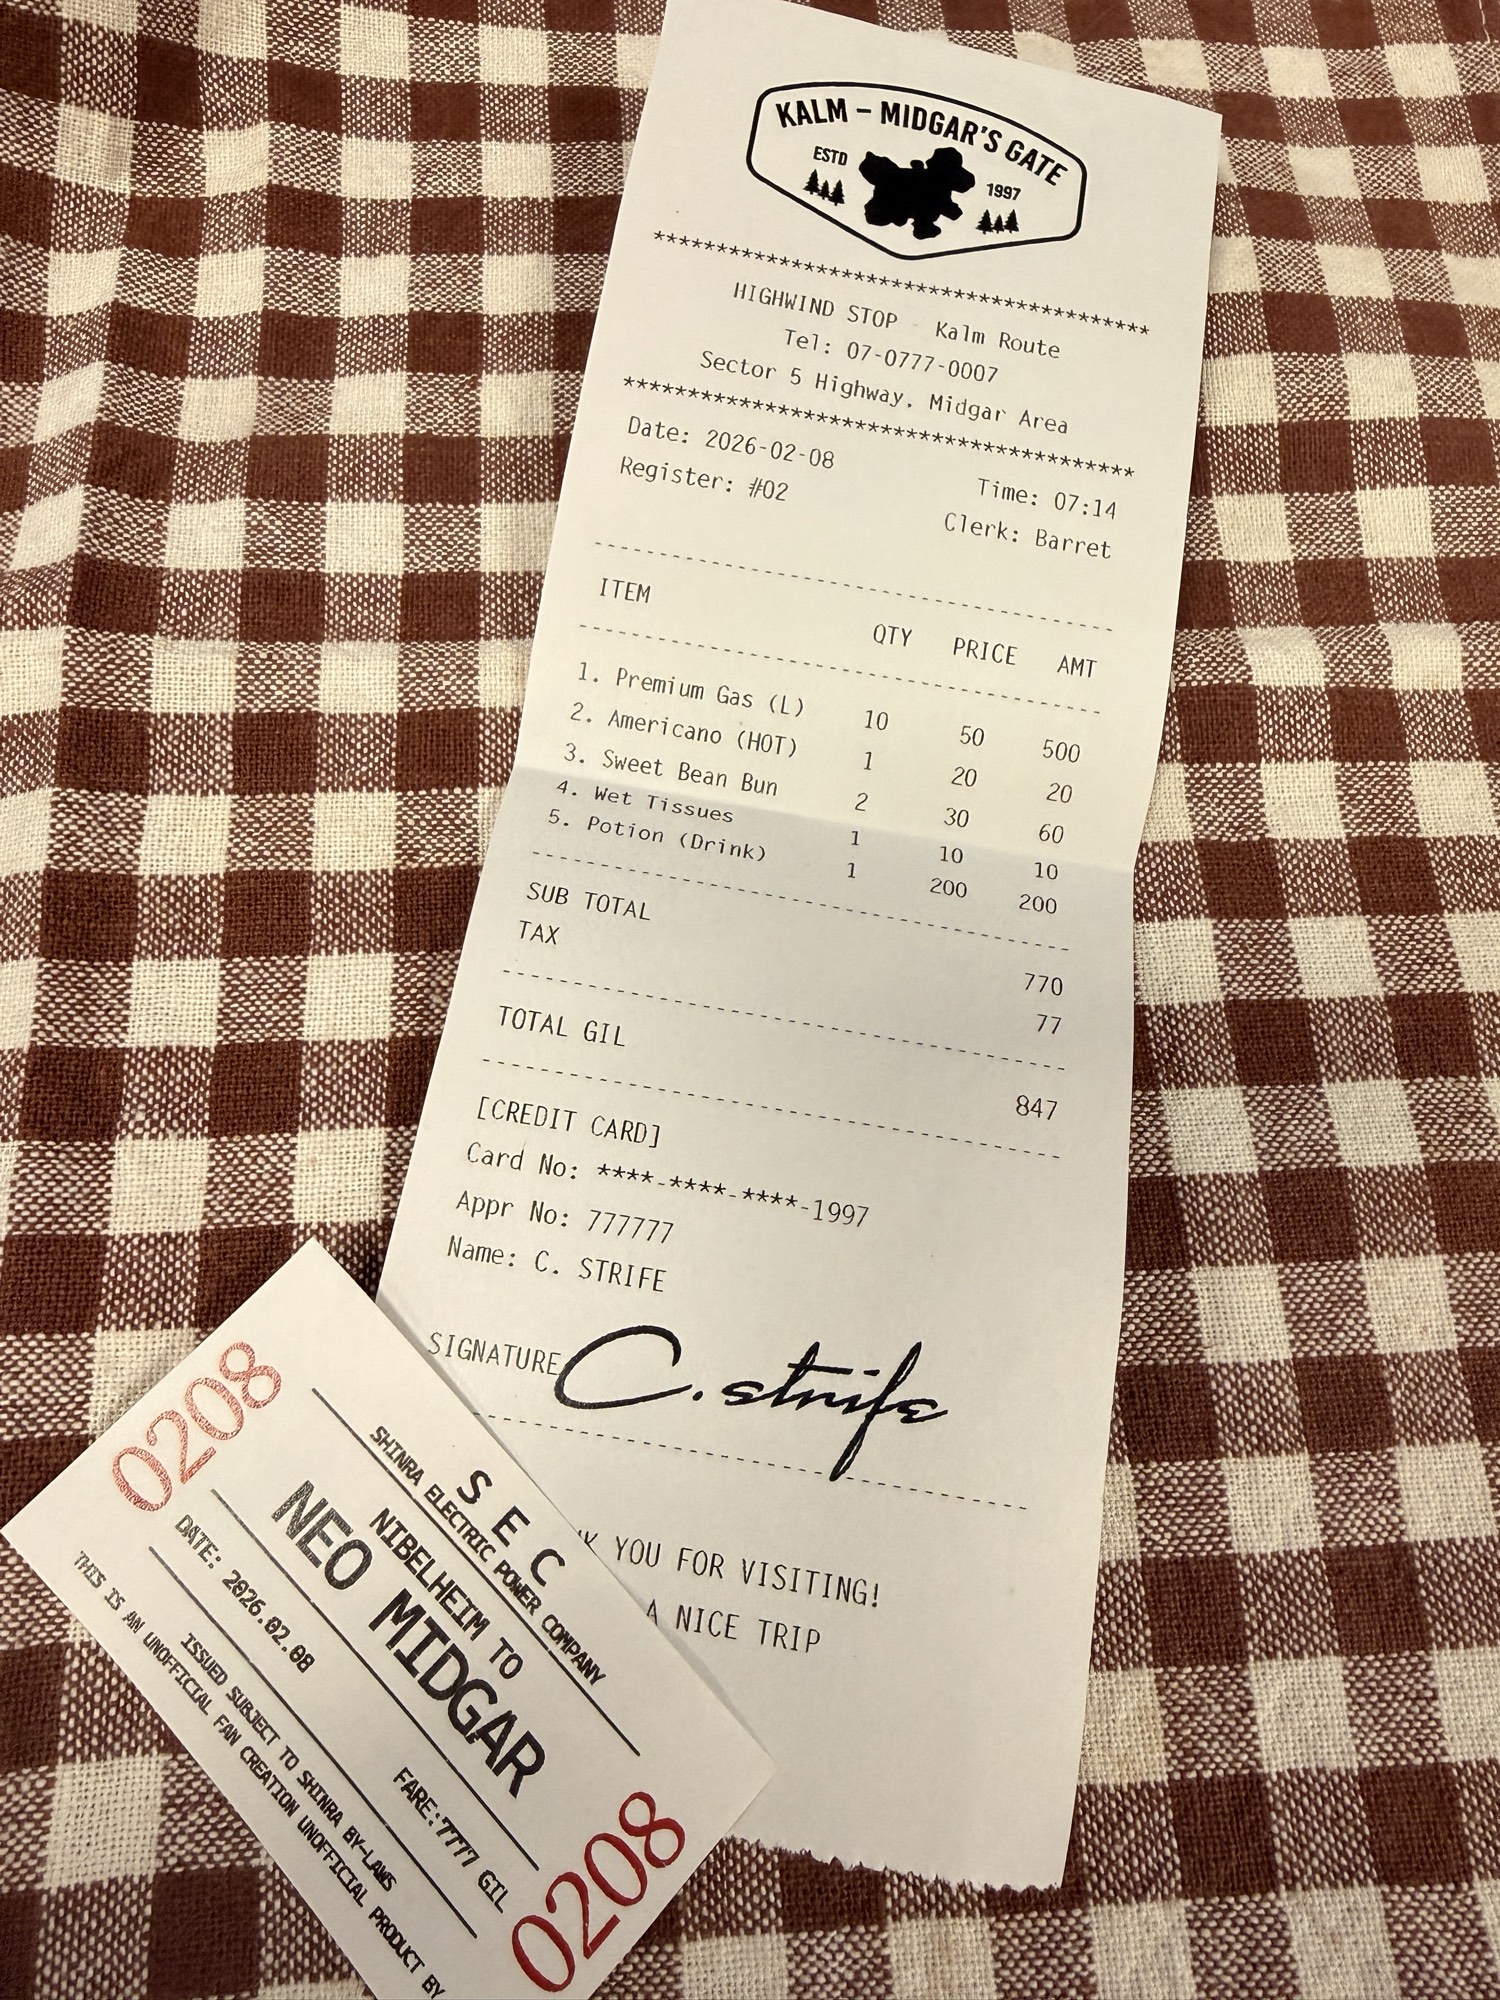 KALM – MIDGAR'S GATE
ESTD
1997
****************************************
HIGHWIND STOP - Kalm Route
Tel: 07-0777-0007
Sector 5 Highway, Midgar Area
****************************************
Date: 2026-02-08 Time: 07:14
Register: #02 Clerk: Barret
ITEM QTY PRICE AMT
1. Premium Gas (L) 10 50 500
2. Americano (HOT) 1 20 20
3. Sweet Bean Bun 2 30 60
4. Wet Tissues 1 10 10
5. Potion (Drink) 1 200 200
SUB TOTAL 770
TAX 77
TOTAL GIL 847
[CREDIT CARD]
Card No: ****-****-****-1997
Appr No: 777777
Name: C. STRIFE
SIGNATURE C. strife
YOU FOR VISITING!
A NICE TRIP
0208
S E C
SHINRA ELECTRIC POWER COMPANY
NIBELHEIM TO
NEO MIDGAR
DATE: 2026.02.08 FARE:7777 GIL
ISSUED SUBJECT TO SHINRA BY-LAWS
THIS IS AN UNOFFICIAL FAN CREATION UNOFFICIAL PRODUCT BY
0208